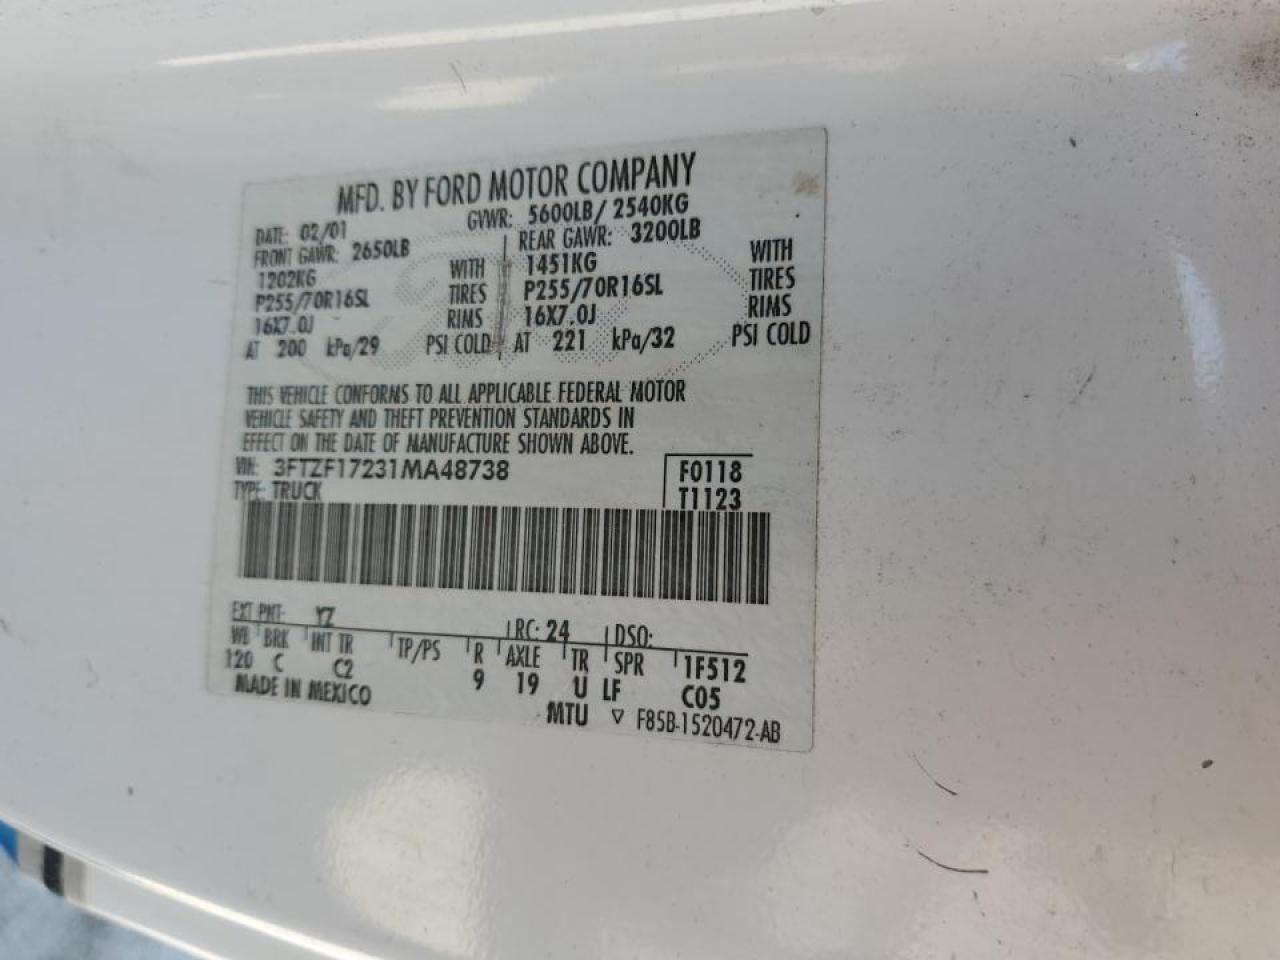 MFD. BY FORD MOTOR COMPANY
DATE: 02/01 GVWR: 5600LB/ 2540KG
FRONT GAWR: 2650LB REAR GAWR: 3200LB
1202KG WITH 1451KG WITH
P255/70R16SL TIRES P255/70R16SL TIRES
16X7.0J RIMS 16X7.0J RIMS
AT 200 kPa/29 PSI COLD AT 221 kPa/32 PSI COLD
THIS VEHICLE CONFORMS TO ALL APPLICABLE FEDERAL MOTOR
VEHICLE SAFETY AND THEFT PREVENTION STANDARDS IN
EFFECT ON THE DATE OF MANUFACTURE SHOWN ABOVE.
VIN: 3FTZF17231MA48738 F0118
TYPE: TRUCK T1123
EXT PNT: YZ RC: 24 DSO:
WB BRK INT TR TP/PS R AXLE TR SPR 1F512
120 C C2 9 19 U LF C05
MADE IN MEXICO MTU ▽ F85B-1520472-AB